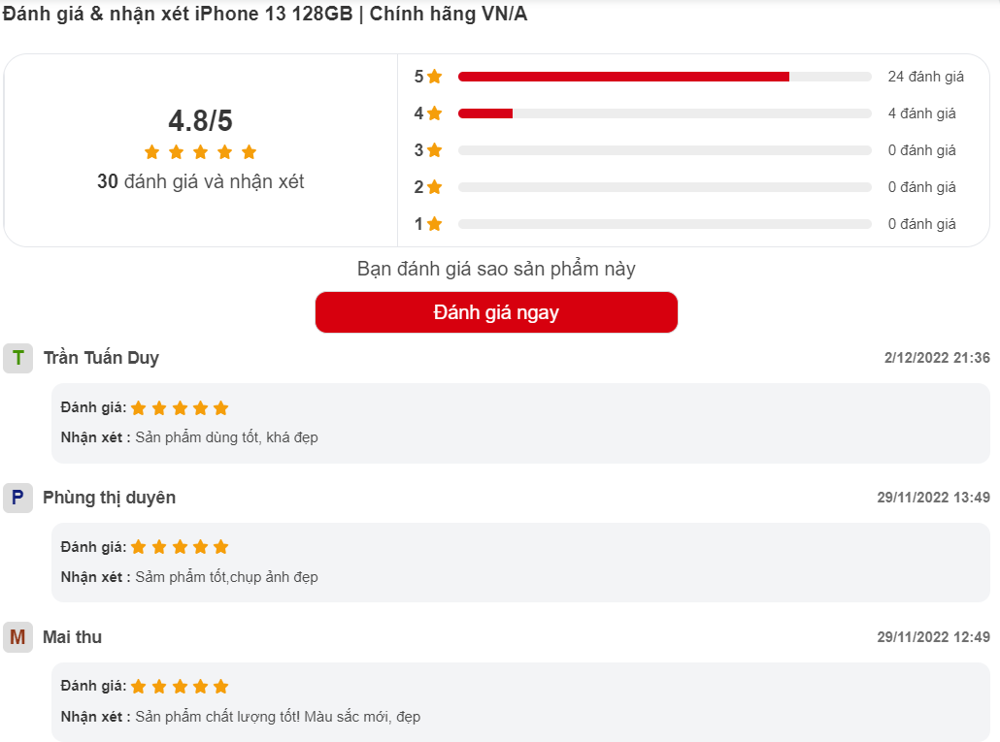 Đánh giá & nhận xét iPhone 13 128GB | Chính hãng VN/A
4.8/5
30 đánh giá và nhận xét
5 24 đánh giá
4 4 đánh giá
3 0 đánh giá
2 0 đánh giá
1 0 đánh giá
Bạn đánh giá sao sản phẩm này
Đánh giá ngay
T Trần Tuấn Duy 2/12/2022 21:36
Đánh giá:
Nhận xét : Sản phẩm dùng tốt, khá đẹp
P Phùng thị duyên 29/11/2022 13:49
Đánh giá:
Nhận xét : Sảm phẩm tốt,chụp ảnh đẹp
M Mai thu 29/11/2022 12:49
Đánh giá:
Nhận xét : Sản phẩm chất lượng tốt! Màu sắc mới, đẹp